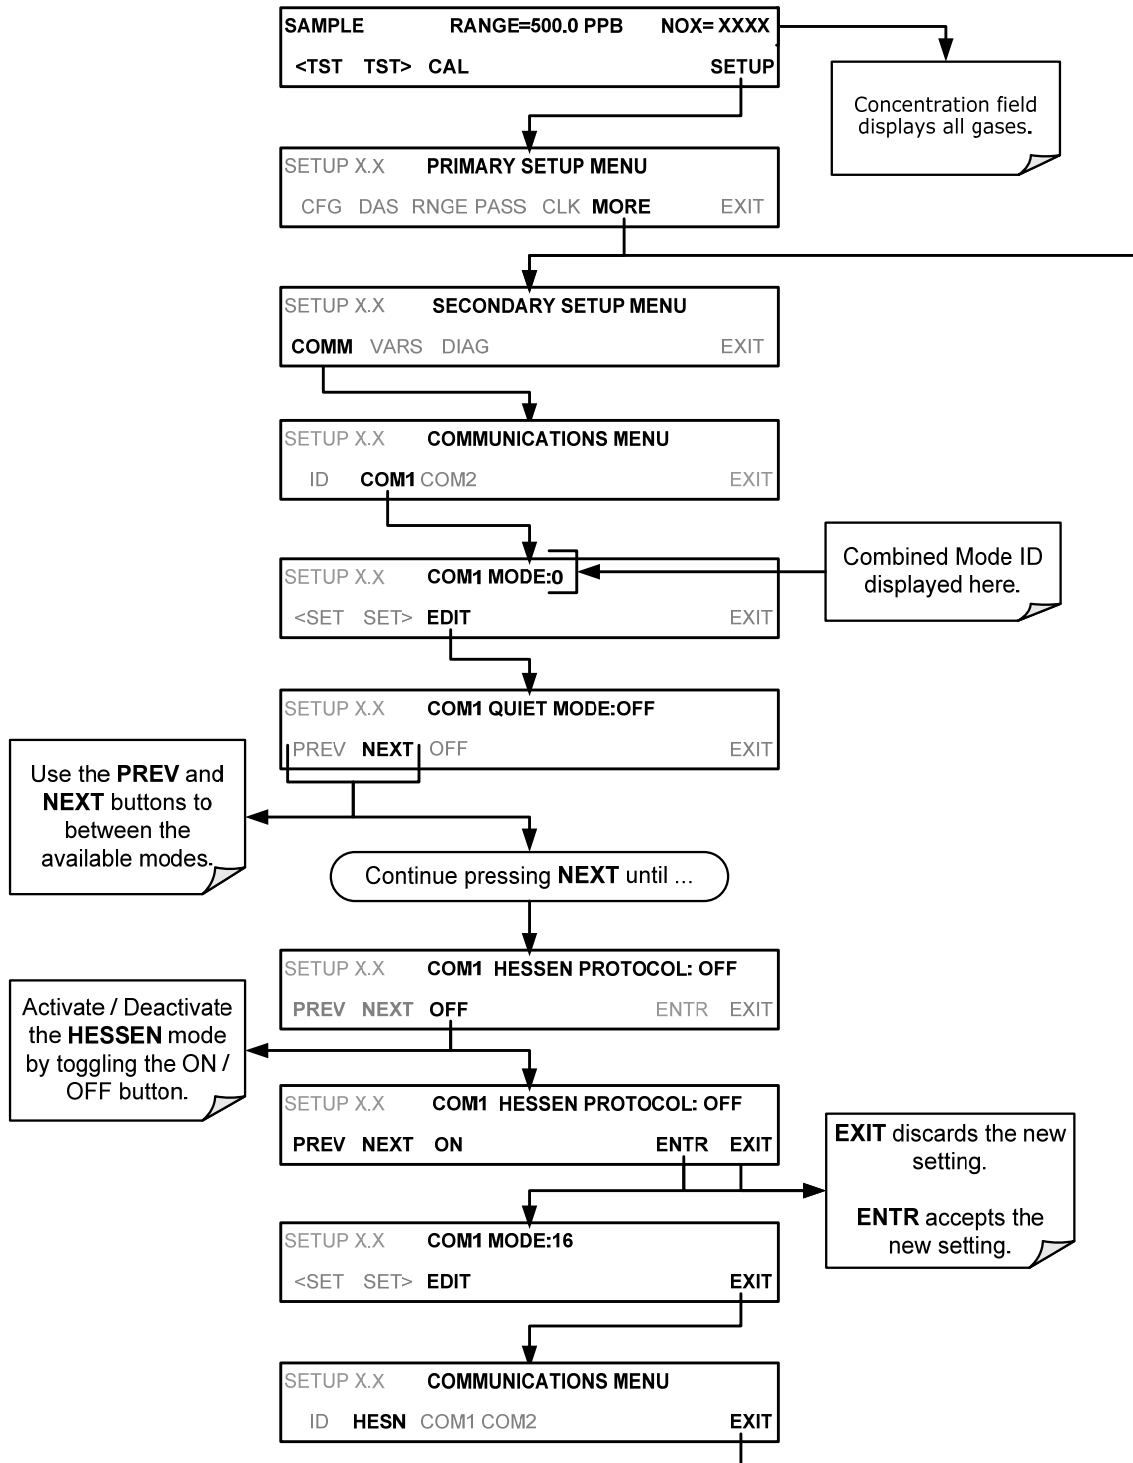 SAMPLE RANGE=500.0 PPB NOX= XXXX
<TST TST> CAL SETUP
Concentration field
displays all gases.
SETUP X.X PRIMARY SETUP MENU
CFG DAS RNGE PASS CLK MORE EXIT
SETUP X.X SECONDARY SETUP MENU
COMM VARS DIAG EXIT
SETUP X.X COMMUNICATIONS MENU
ID COM1 COM2 EXIT
SETUP X.X COM1 MODE:0
<SET SET> EDIT EXIT
Combined Mode ID
displayed here.
SETUP X.X COM1 QUIET MODE:OFF
PREV NEXT OFF EXIT
Use the PREV and
NEXT buttons to
between the
available modes.
Continue pressing NEXT until ...
SETUP X.X COM1 HESSEN PROTOCOL: OFF
PREV NEXT OFF ENTR EXIT
Activate / Deactivate
the HESSEN mode
by toggling the ON /
OFF button.
SETUP X.X COM1 HESSEN PROTOCOL: OFF
PREV NEXT ON ENTR EXIT
EXIT discards the new
setting.
ENTR accepts the
new setting.
SETUP X.X COM1 MODE:16
<SET SET> EDIT EXIT
SETUP X.X COMMUNICATIONS MENU
ID HESN COM1 COM2 EXIT